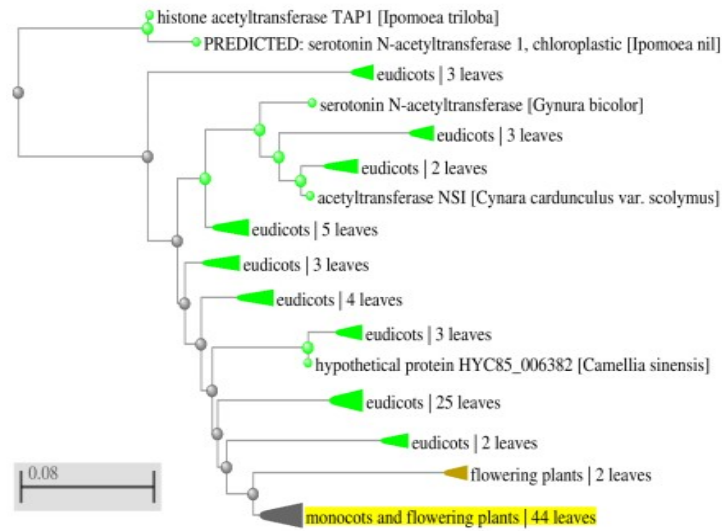 histone acetyltransferase TAP1 [Ipomoea triloba]
PREDICTED: serotonin N-acetyltransferase 1, chloroplastic [Ipomoea nil]
eudicots | 3 leaves
serotonin N-acetyltransferase [Gynura bicolor]
eudicots | 3 leaves
eudicots | 2 leaves
acetyltransferase NSI [Cynara cardunculus var. scolymus]
eudicots | 5 leaves
eudicots | 3 leaves
eudicots | 4 leaves
eudicots | 3 leaves
hypothetical protein HYC85_006382 [Camellia sinensis]
eudicots | 25 leaves
eudicots | 2 leaves
0.08
flowering plants | 2 leaves
monocots and flowering plants | 44 leaves